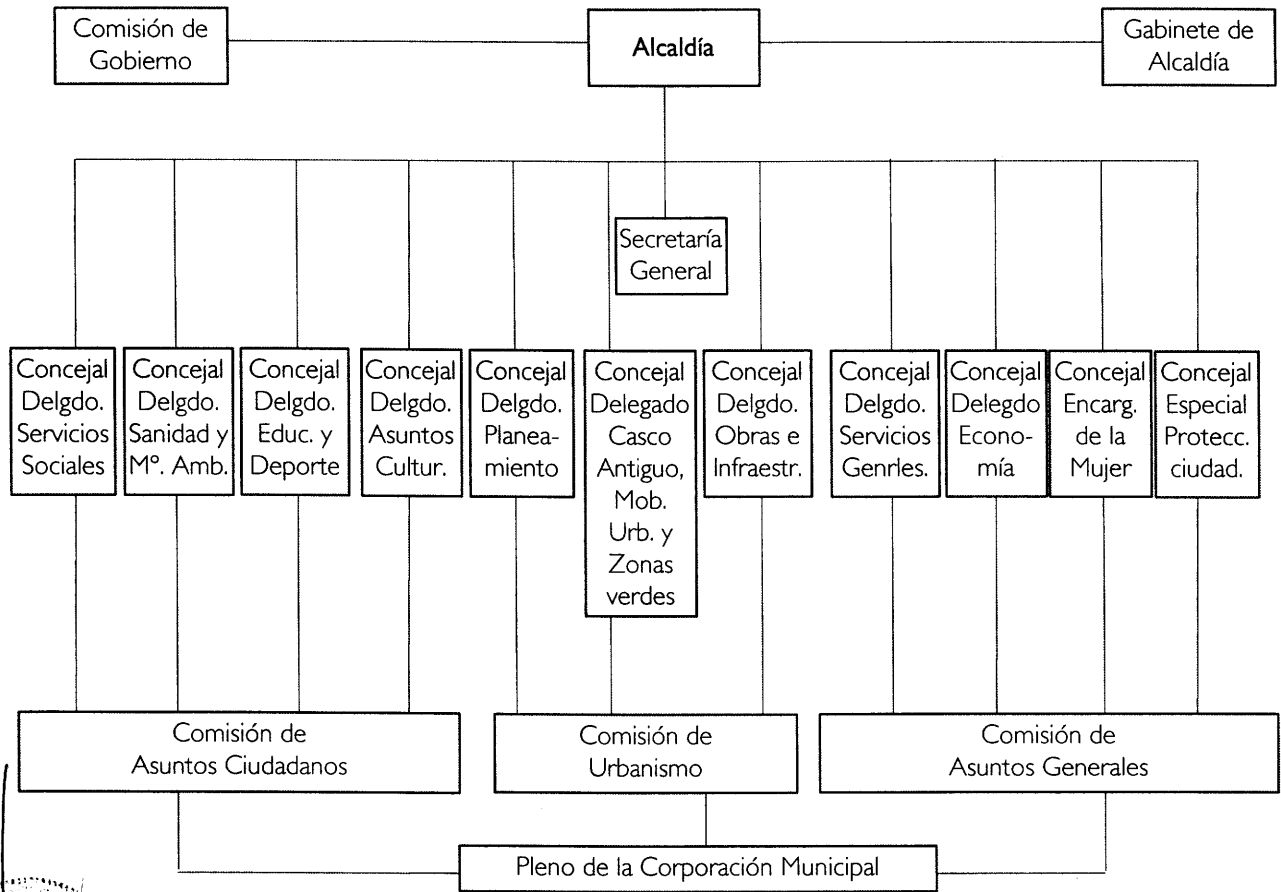 Comisión de
Gobierno
Alcaldía
Gabinete de
Alcaldía
Secretaría
General
Concejal
Delgdo.
Servicios
Sociales
Concejal
Delgdo.
Sanidad y
Mº. Amb.
Concejal
Delgdo.
Educ. y
Deporte
Concejal
Delgdo.
Asuntos
Cultur.
Concejal
Delgdo.
Planea-
miento
Concejal
Delegado
Casco
Antiguo,
Mob.
Urb. y
Zonas
verdes
Concejal
Delgdo.
Obras e
Infraestr.
Concejal
Delgdo.
Servicios
Genrles.
Concejal
Delegdo
Econo-
mía
Concejal
Encarg.
de la
Mujer
Concejal
Especial
Protecc.
ciudad.
Comisión de
Asuntos Ciudadanos
Comisión de
Urbanismo
Comisión de
Asuntos Generales
Pleno de la Corporación Municipal